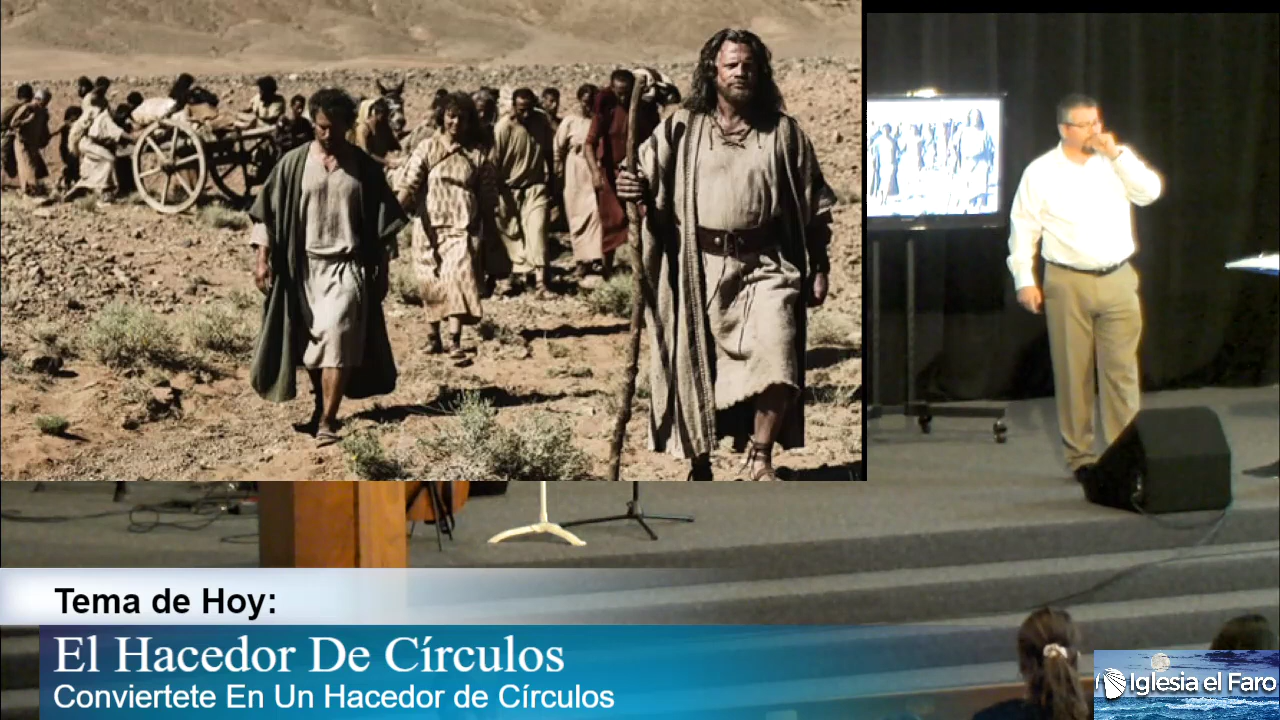 Tema de Hoy:
El Hacedor De Círculos
Conviertete En Un Hacedor de Círculos
Iglesia el Faro